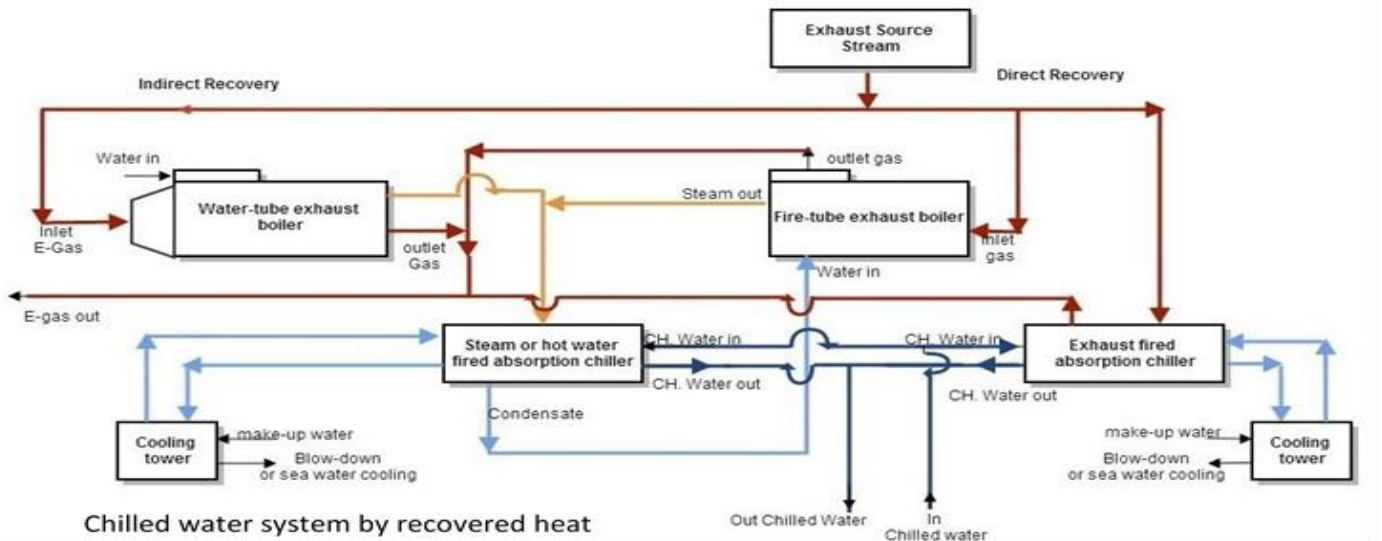 Exhaust Source
Stream
Indirect Recovery
Direct Recovery
Water in
outlet gas
Steam out
Water-tube exhaust
boiler
Fire-tube exhaust boiler
Inlet
E-Gas
outlet
Gas
Inlet
gas
Water in
E-gas out
Steam or hot water
fired absorption chiller
CH. Water in
CH. Water in
Exhaust fired
absorption chiller
CH. Water out
CH. Water out
Condensate
Cooling
tower
make-up water
Blow-down
or sea water cooling
make-up water
Blow-down
or sea water cooling
Cooling
tower
Chilled water system by recovered heat
Out Chilled Water
In
Chilled water